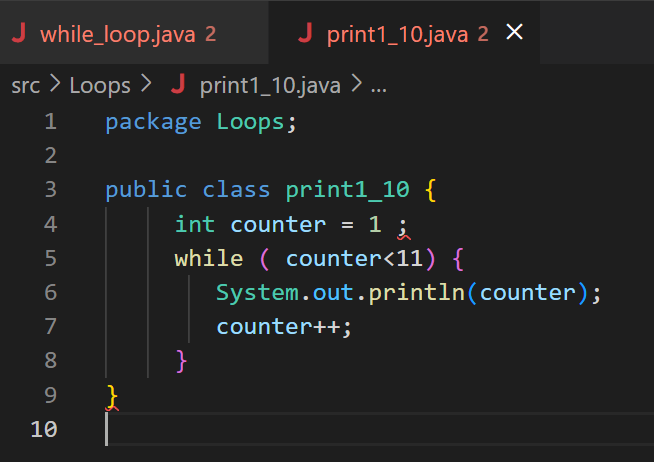 while_loop.java 2 print1_10.java 2
src > Loops > print1_10.java > ...
1 package Loops;
2
3 public class print1_10 {
4 int counter = 1 ;
5 while ( counter<11) {
6 System.out.println(counter);
7 counter++;
8 }
9 }
10